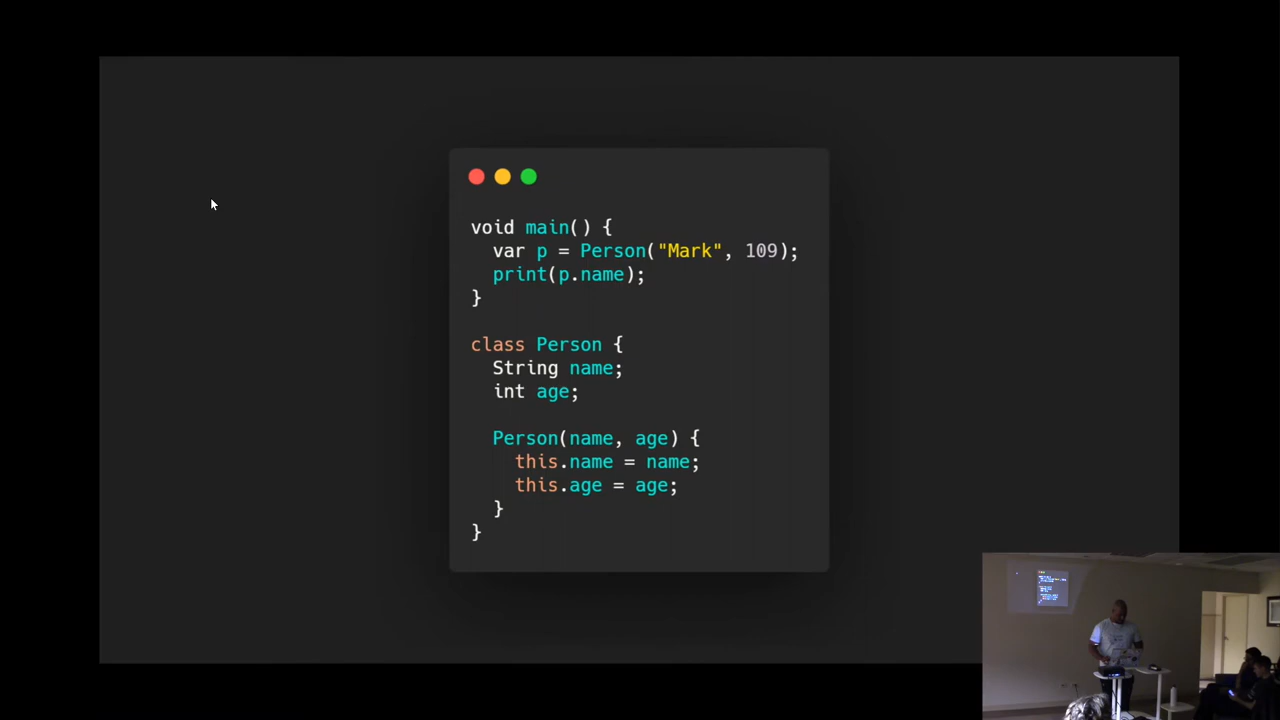 void main() {
  var p = Person("Mark", 109);
  print(p.name);
}
class Person {
  String name;
  int age;
  Person(name, age) {
    this.name = name;
    this.age = age;
  }
}